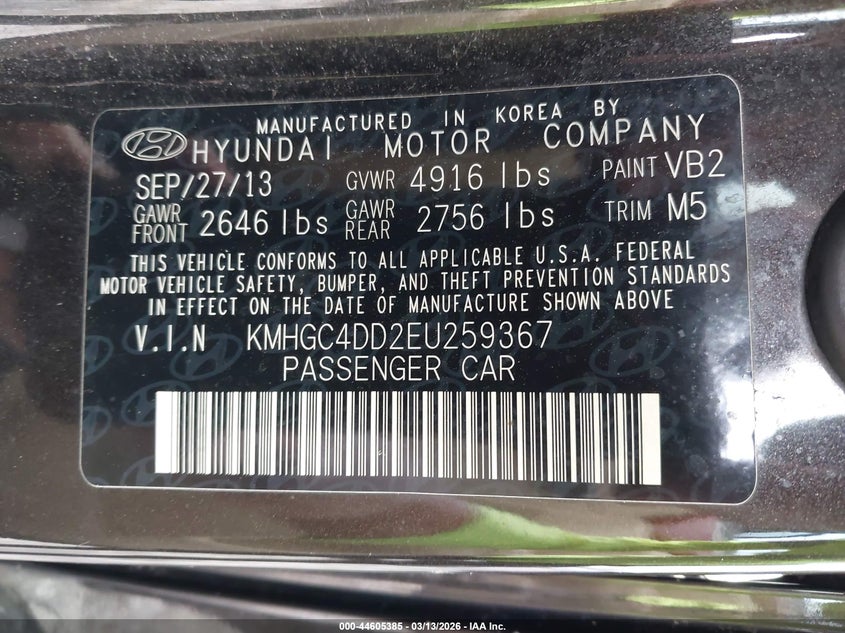 MANUFACTURED IN KOREA BY
HYUNDAI MOTOR COMPANY
SEP/27/13 GVWR 4916 lbs PAINT VB2
GAWR FRONT 2646 lbs GAWR REAR 2756 lbs TRIM M5
THIS VEHICLE CONFORMS TO ALL APPLICABLE U.S.A. FEDERAL
MOTOR VEHICLE SAFETY, BUMPER, AND THEFT PREVENTION STANDARDS
IN EFFECT ON THE DATE OF MANUFACTURE SHOWN ABOVE
V.I.N KMHGC4DD2EU259367
PASSENGER CAR
000-44605385 - 03/13/2026 - IAA Inc.